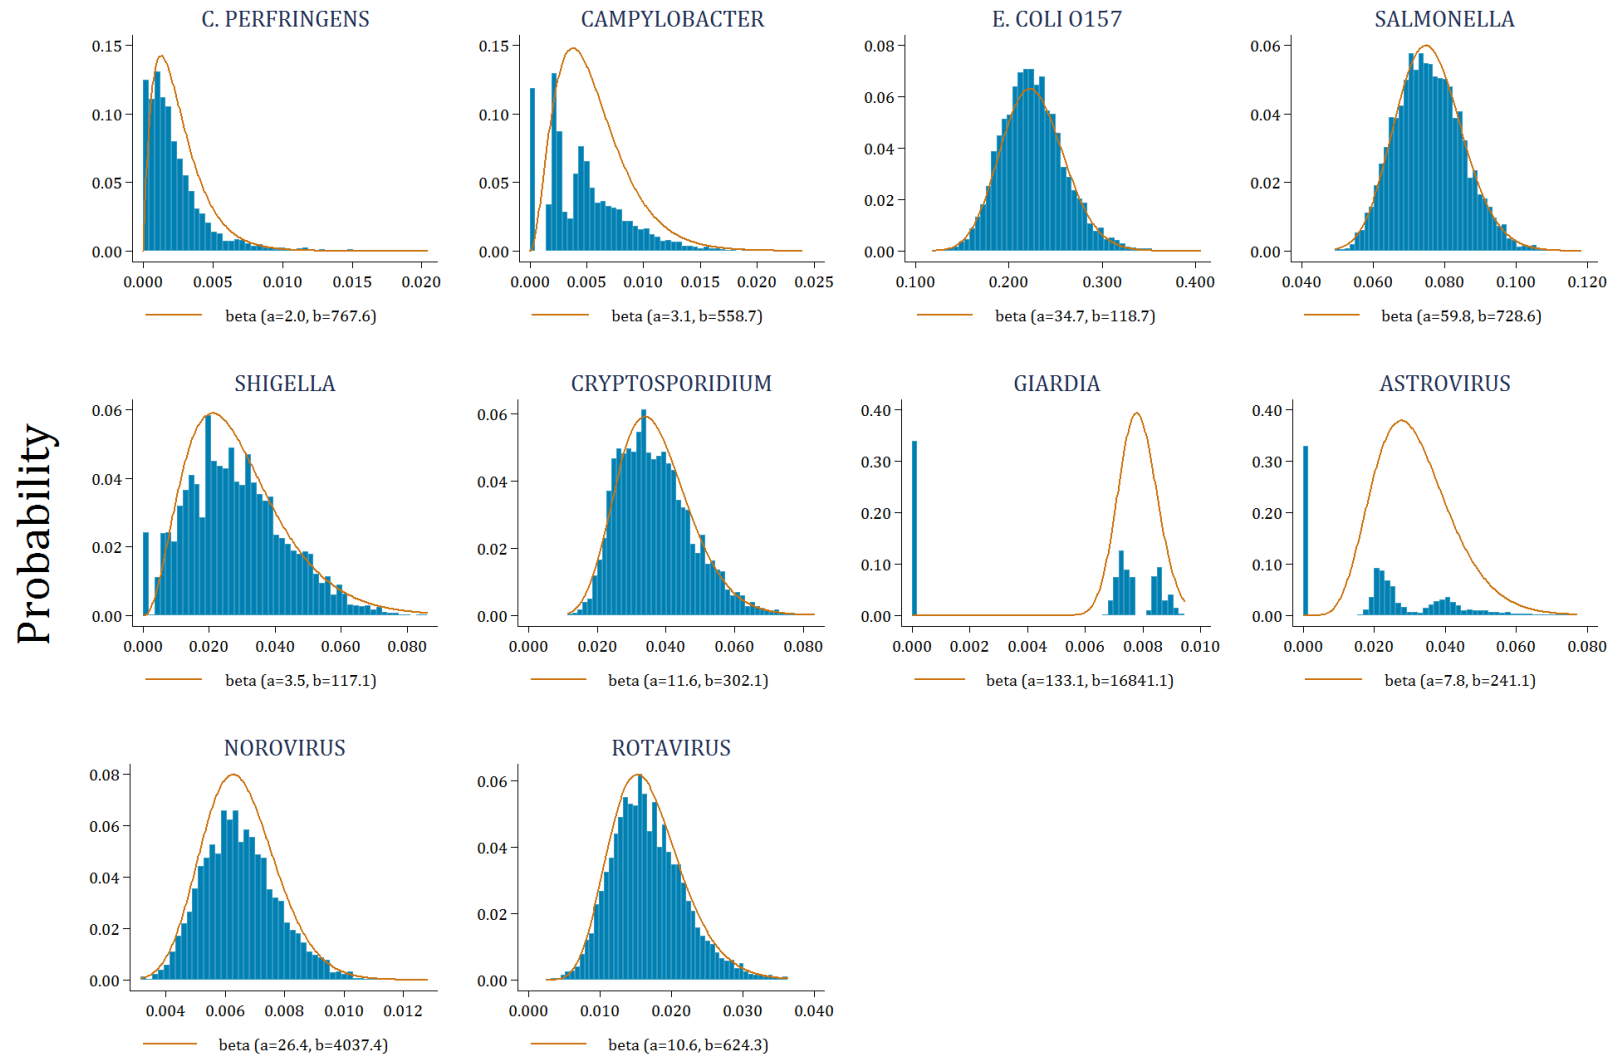 C. PERFRINGENS
0.15
0.10
0.05
0.00
0.000 0.005 0.010 0.015 0.020
beta (a=2.0, b=767.6)
CAMPYLOBACTER
0.15
0.10
0.05
0.00
0.000 0.005 0.010 0.015 0.020 0.025
beta (a=3.1, b=558.7)
E. COLI O157
0.08
0.06
0.04
0.02
0.00
0.100 0.200 0.300 0.400
beta (a=34.7, b=118.7)
SALMONELLA
0.06
0.04
0.02
0.00
0.040 0.060 0.080 0.100 0.120
beta (a=59.8, b=728.6)
Probability
SHIGELLA
0.06
0.04
0.02
0.00
0.000 0.020 0.040 0.060 0.080
beta (a=3.5, b=117.1)
CRYPTOSPORIDIUM
0.06
0.04
0.02
0.00
0.000 0.020 0.040 0.060 0.080
beta (a=11.6, b=302.1)
GIARDIA
0.40
0.30
0.20
0.10
0.00
0.000 0.002 0.004 0.006 0.008 0.010
beta (a=133.1, b=16841.1)
ASTROVIRUS
0.40
0.30
0.20
0.10
0.00
0.000 0.020 0.040 0.060 0.080
beta (a=7.8, b=241.1)
NOROVIRUS
0.08
0.06
0.04
0.02
0.00
0.004 0.006 0.008 0.010 0.012
beta (a=26.4, b=4037.4)
ROTAVIRUS
0.06
0.04
0.02
0.00
0.000 0.010 0.020 0.030 0.040
beta (a=10.6, b=624.3)